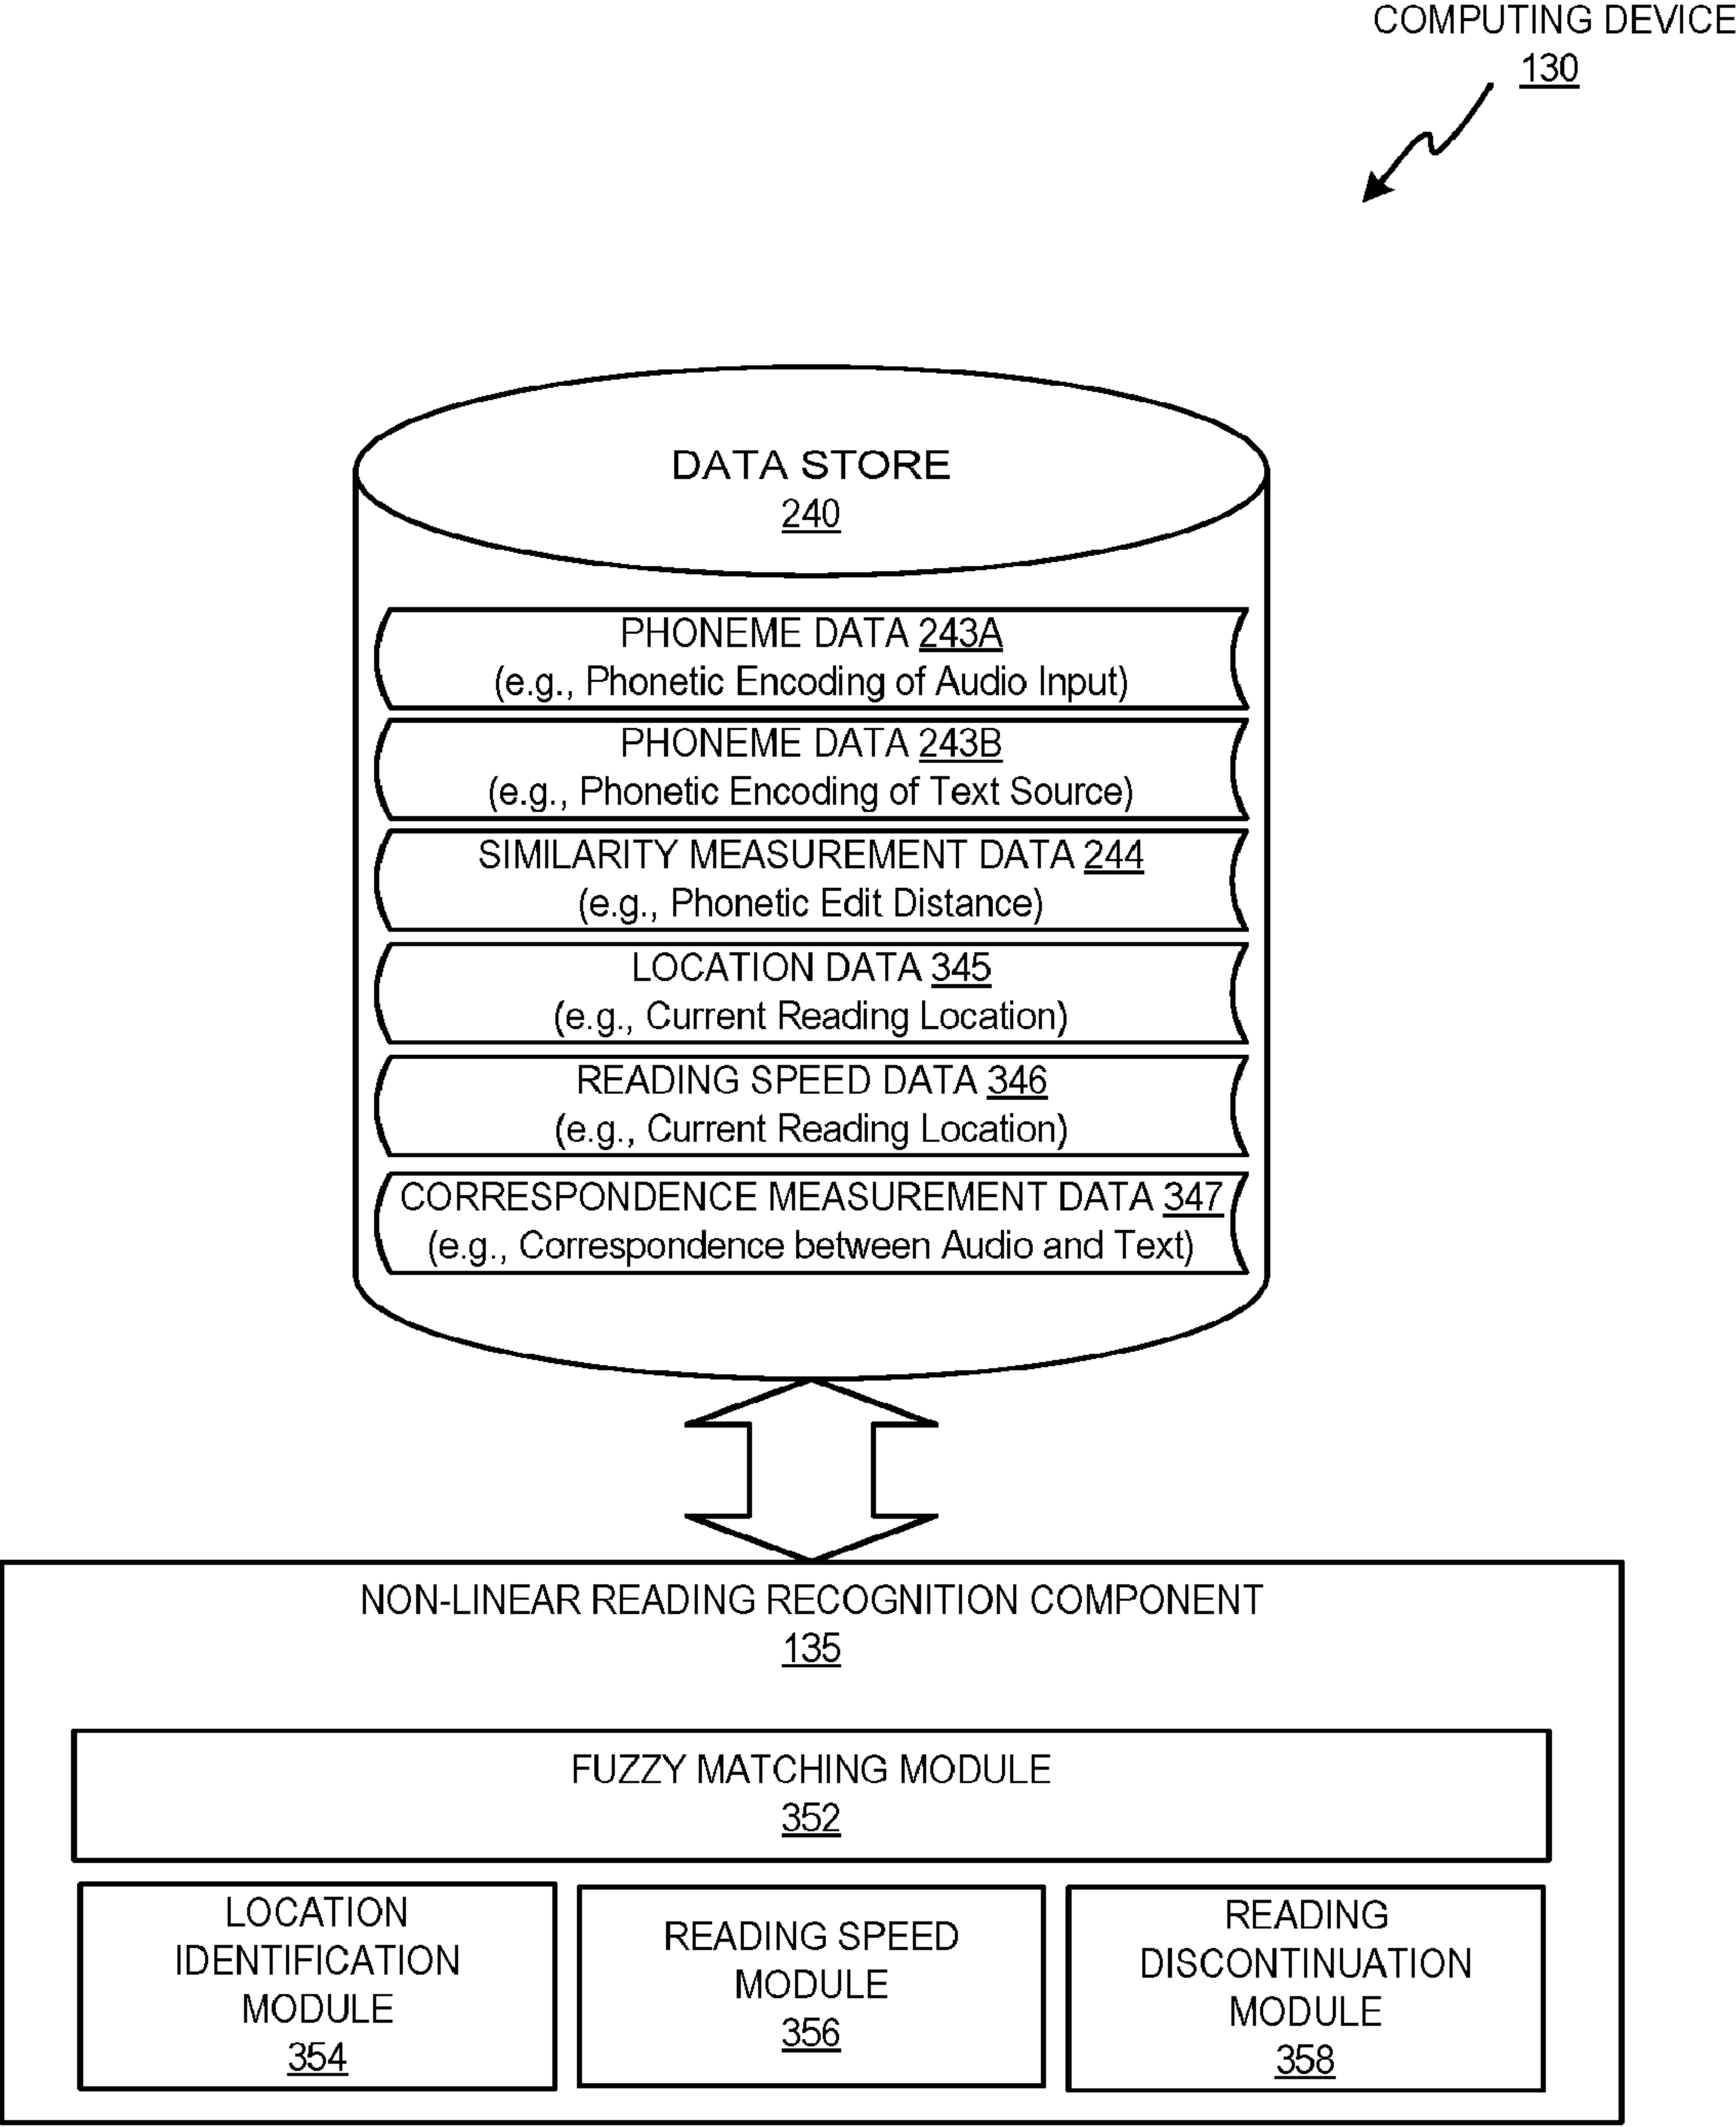 COMPUTING DEVICE
130
DATA STORE
240
PHONEME DATA 243A
(e.g., Phonetic Encoding of Audio Input)
PHONEME DATA 243B
(e.g., Phonetic Encoding of Text Source)
SIMILARITY MEASUREMENT DATA 244
(e.g., Phonetic Edit Distance)
LOCATION DATA 345
(e.g., Current Reading Location)
READING SPEED DATA 346
(e.g., Current Reading Location)
CORRESPONDENCE MEASUREMENT DATA 347
(e.g., Correspondence between Audio and Text)
NON-LINEAR READING RECOGNITION COMPONENT
135
FUZZY MATCHING MODULE
352
LOCATION
IDENTIFICATION
MODULE
354
READING SPEED
MODULE
356
READING
DISCONTINUATION
MODULE
358